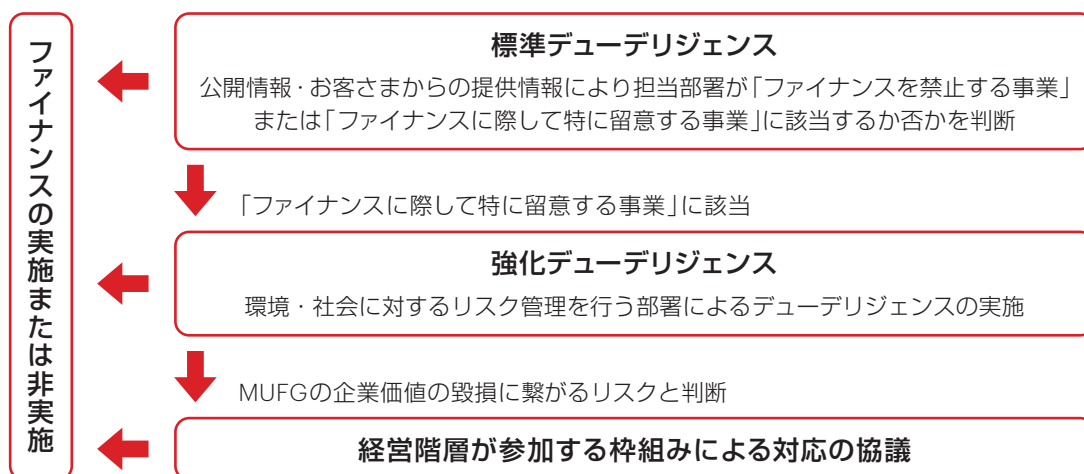 ファイナンスの実施または非実施
標準デューデリジェンス
公開情報・お客さまからの提供情報により担当部署が「ファイナンスを禁止する事業」
または「ファイナンスに際して特に留意する事業」に該当するか否かを判断
「ファイナンスに際して特に留意する事業」に該当
強化デューデリジェンス
環境・社会に対するリスク管理を行う部署によるデューデリジェンスの実施
MUFGの企業価値の毀損に繋がるリスクと判断
経営階層が参加する枠組みによる対応の協議